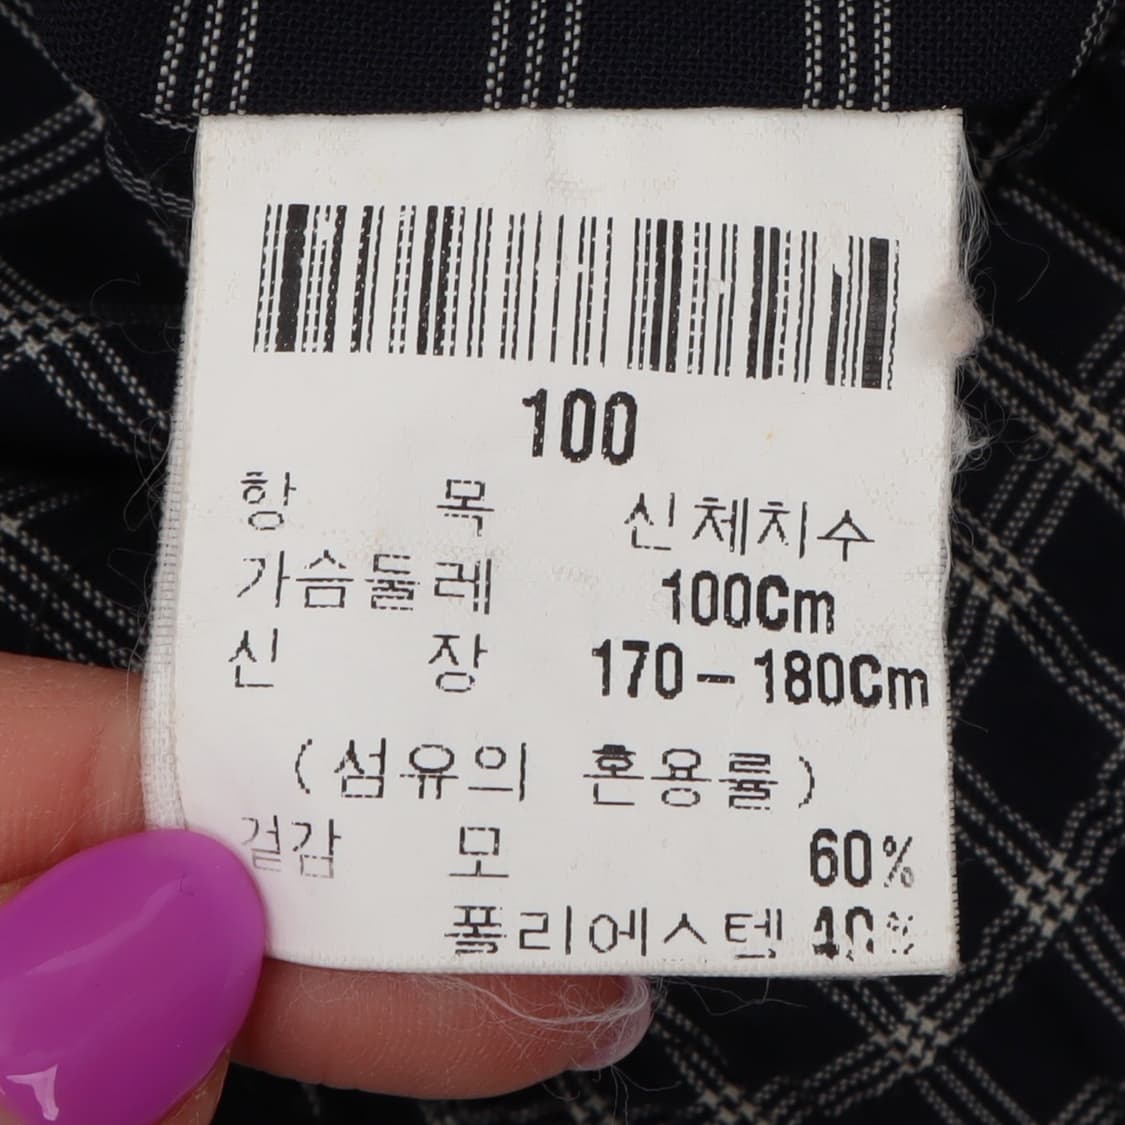 100
항 목 신체치수
가슴둘레 100Cm
신 장 170-180Cm
(섬유의 혼용률)
겉감 모 60%
폴리에스텔 40%